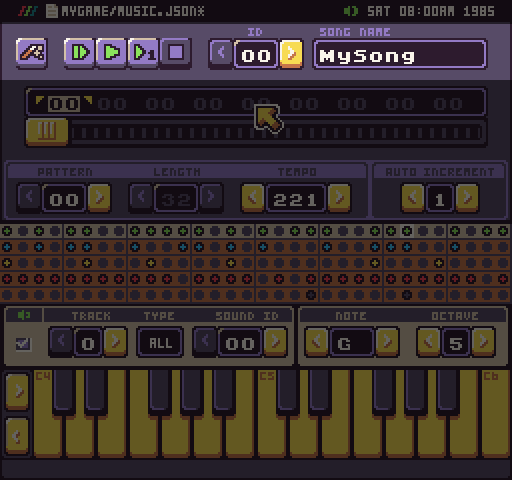 MYGAME/MUSIC.JSON* SAT 08:00AM 1985
ID SONG NAME
1 00 MySong
00 00 00 00 00 00 00 00 00
PATTERN LENGTH TEMPO AUTO INCREMENT
00 32 221 1
TRACK TYPE SOUND ID NOTE OCTAVE
0 ALL 00 G 5
C4 C5 C6